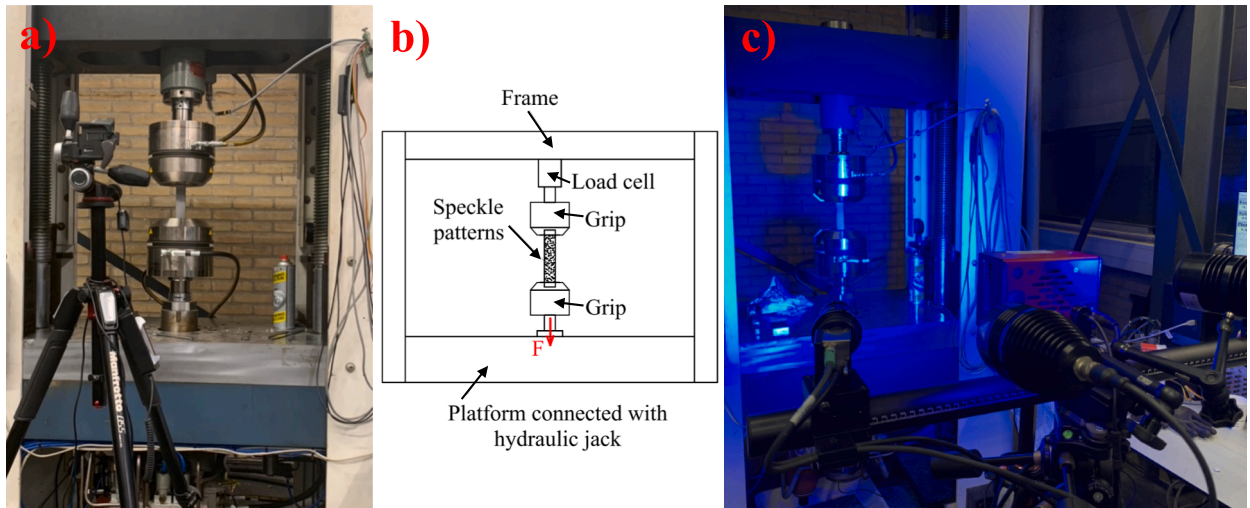 a)
b)
c)
Frame
Load cell
Speckle
patterns
Grip
Grip
F
Platform connected with
hydraulic jack
Manfrotto